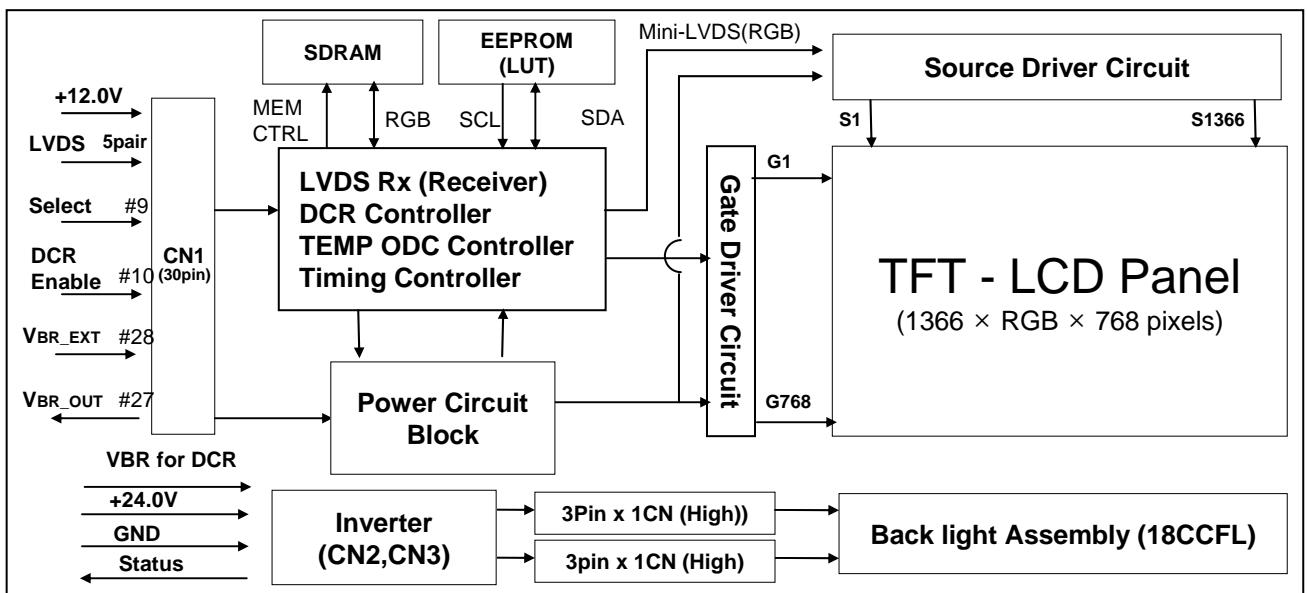 SDRAM
EEPROM
(LUT)
Mini-LVDS(RGB)
Source Driver Circuit
+12.0V
LVDS 5pair
Select #9
DCR
Enable #10
VBR_EXT #28
VBR_OUT #27
CN1
(30pin)
MEM
CTRL
RGB
SCL
SDA
S1
S1366
LVDS Rx (Receiver)
DCR Controller
TEMP ODC Controller
Timing Controller
Gate Driver Circuit
G1
G768
TFT - LCD Panel
(1366 × RGB × 768 pixels)
Power Circuit
Block
VBR for DCR
+24.0V
GND
Status
Inverter
(CN2,CN3)
3Pin x 1CN (High))
3pin x 1CN (High)
Back light Assembly (18CCFL)